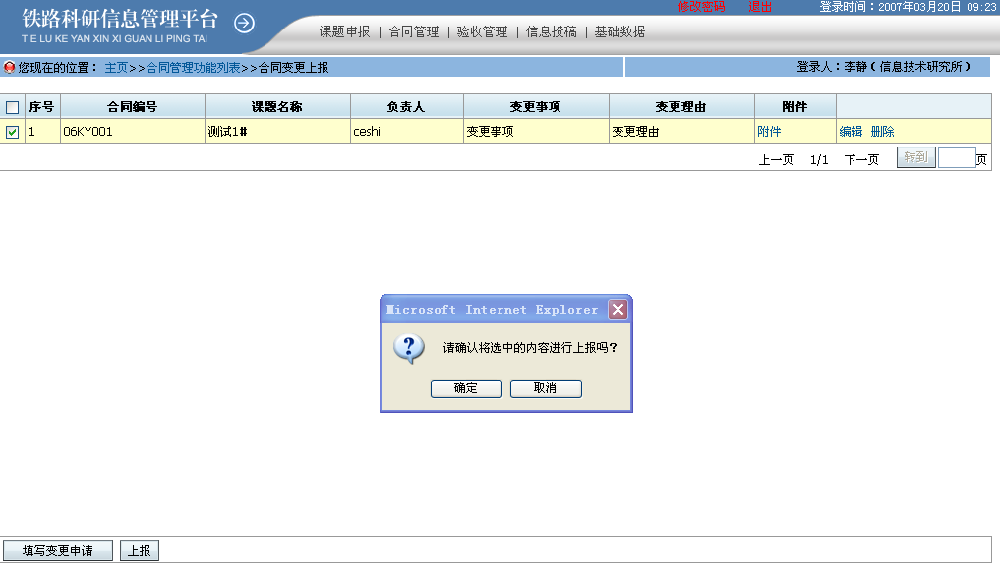 修改密码 退出 登录时间：2007年03月20日 09:23
铁路科研信息管理平台
TIE LU KE YAN XIN XI GUAN LI PING TAI
课题申报 | 合同管理 | 验收管理 | 信息投稿 | 基础数据
您现在的位置： 主页>>合同管理功能列表>>合同变更上报 登录人：李静（信息技术研究所）
序号 合同编号 课题名称 负责人 变更事项 变更理由 附件
1 06KY001 测试1# ceshi 变更事项 变更理由 附件 编辑 删除
上一页 1/1 下一页 转到 页
Microsoft Internet Explorer
请确认将选中的内容进行上报吗？
确定 取消
填写变更申请 上报